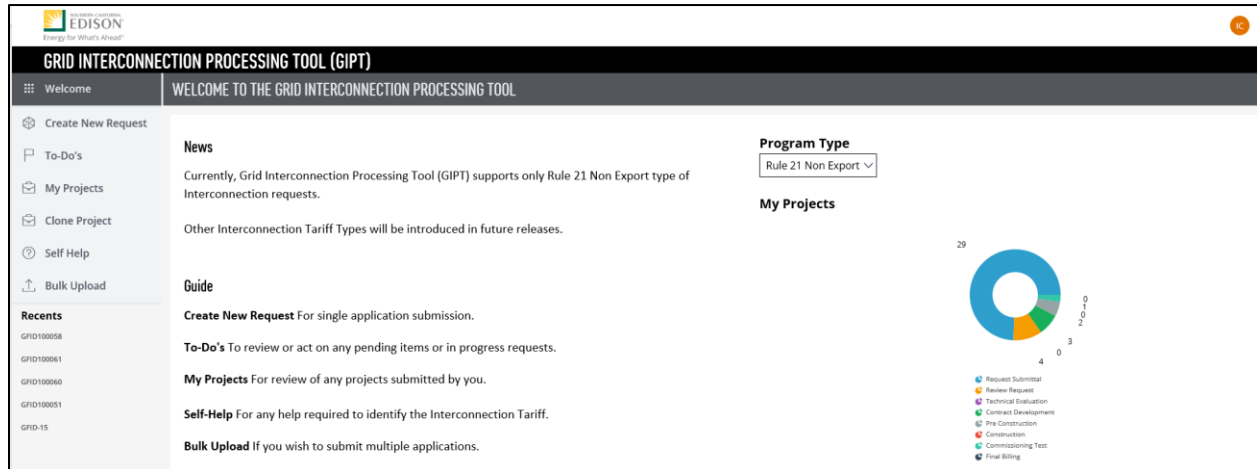 SOUTHERN CALIFORNIA
EDISON
Energy for What's Ahead
IC
GRID INTERCONNECTION PROCESSING TOOL (GIPT)
Welcome
WELCOME TO THE GRID INTERCONNECTION PROCESSING TOOL
Create New Request
To-Do's
My Projects
Clone Project
Self Help
Bulk Upload
Recents
GFID100058
GFID100061
GFID100060
GFID100051
GFID-15
News
Currently, Grid Interconnection Processing Tool (GIPT) supports only Rule 21 Non Export type of
Interconnection requests.
Other Interconnection Tariff Types will be introduced in future releases.
Guide
Create New Request For single application submission.
To-Do's To review or act on any pending items or in progress requests.
My Projects For review of any projects submitted by you.
Self-Help For any help required to identify the Interconnection Tariff.
Bulk Upload If you wish to submit multiple applications.
Program Type
Rule 21 Non Export
My Projects
29
0
1
0
2
3
0
4
Request Submittal
Review Request
Technical Evaluation
Contract Development
Pre Construction
Construction
Commissioning Test
Final Billing